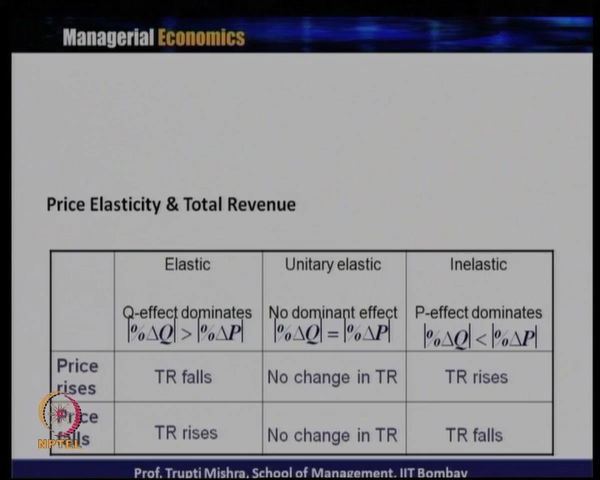 Managerial Economics
Price Elasticity & Total Revenue
Elastic Unitary elastic Inelastic
Q-effect dominates No dominant effect P-effect dominates
|%ΔQ| > |%ΔP| |%ΔQ| = |%ΔP| |%ΔQ| < |%ΔP|
Price rises TR falls No change in TR TR rises
Price falls TR rises No change in TR TR falls
NPTEL
Prof. Trupti Mishra, School of Management, IIT Bombay